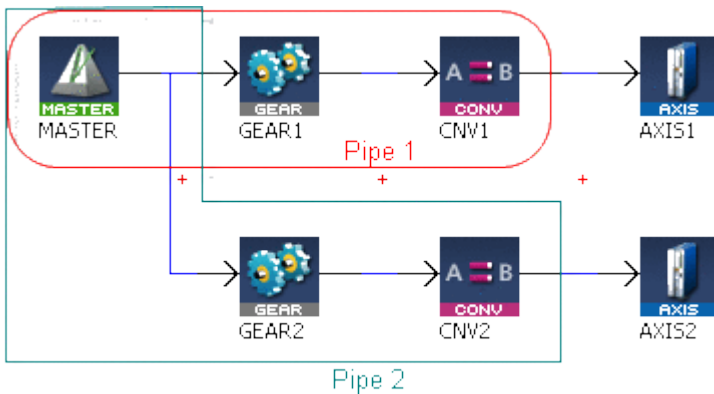 A B
A B
MASTER GEAR CONV AXIS
MASTER GEAR1 CNV1 AXIS1
Pipe 1
A B
GEAR CONV AXIS
GEAR2 CNV2 AXIS2
Pipe 2